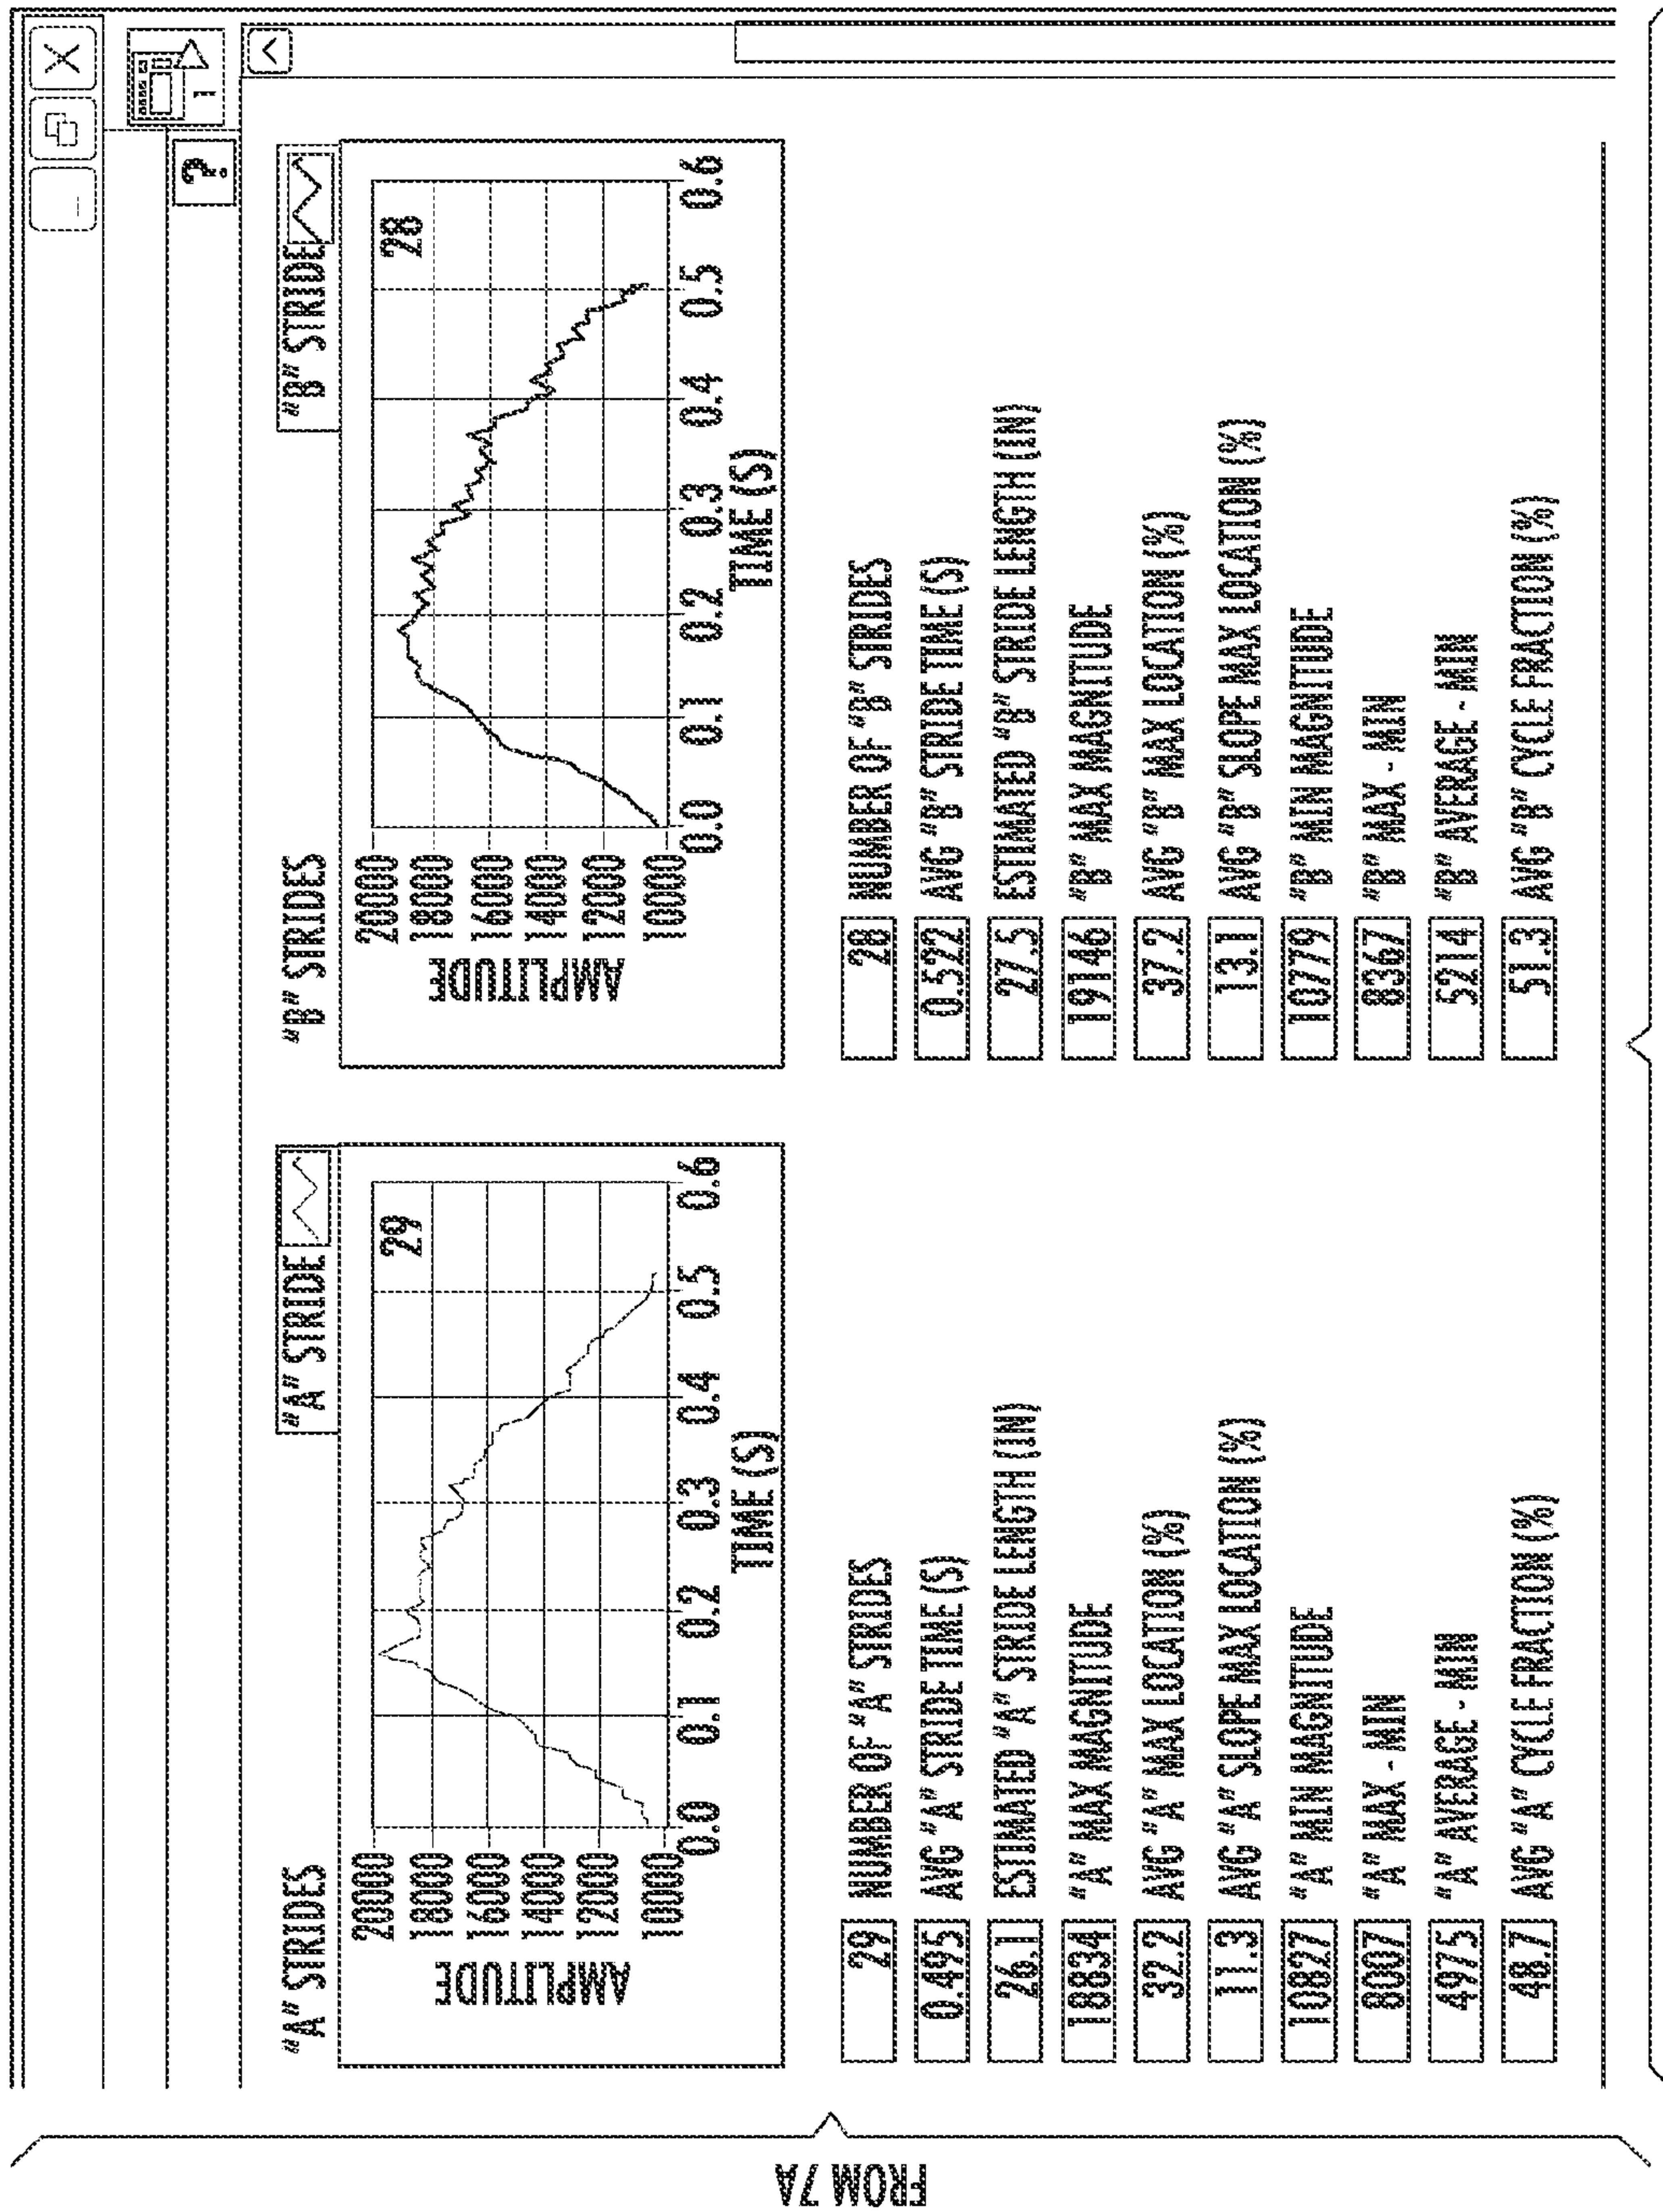 FROM 7A
?
1
"A" STRIDES
"A" STRIDE
29
AMPLITUDE
20000
18000
16000
14000
12000
10000
0.0 0.1 0.2 0.3 0.4 0.5 0.6
TIME (S)
29 NUMBER OF "A" STRIDES
0.495 AVG "A" STRIDE TIME (S)
26.1 ESTIMATED "A" STRIDE LENGTH (IN)
18834 "A" MAX MAGNITUDE
32.2 AVG "A" MAX LOCATION (%)
11.3 AVG "A" SLOPE MAX LOCATION (%)
10827 "A" MIN MAGNITUDE
8007 "A" MAX - MIN
4975 "A" AVERAGE - MIN
48.7 AVG "A" CYCLE FRACTION (%)
"B" STRIDES
"B" STRIDE
28
AMPLITUDE
20000
18000
16000
14000
12000
10000
0.0 0.1 0.2 0.3 0.4 0.5 0.6
TIME (S)
28 NUMBER OF "B" STRIDES
0.522 AVG "B" STRIDE TIME (S)
27.5 ESTIMATED "B" STRIDE LENGTH (IN)
19146 "B" MAX MAGNITUDE
37.2 AVG "B" MAX LOCATION (%)
13.1 AVG "B" SLOPE MAX LOCATION (%)
10779 "B" MIN MAGNITUDE
8367 "B" MAX - MIN
5214 "B" AVERAGE - MIN
51.3 AVG "B" CYCLE FRACTION (%)